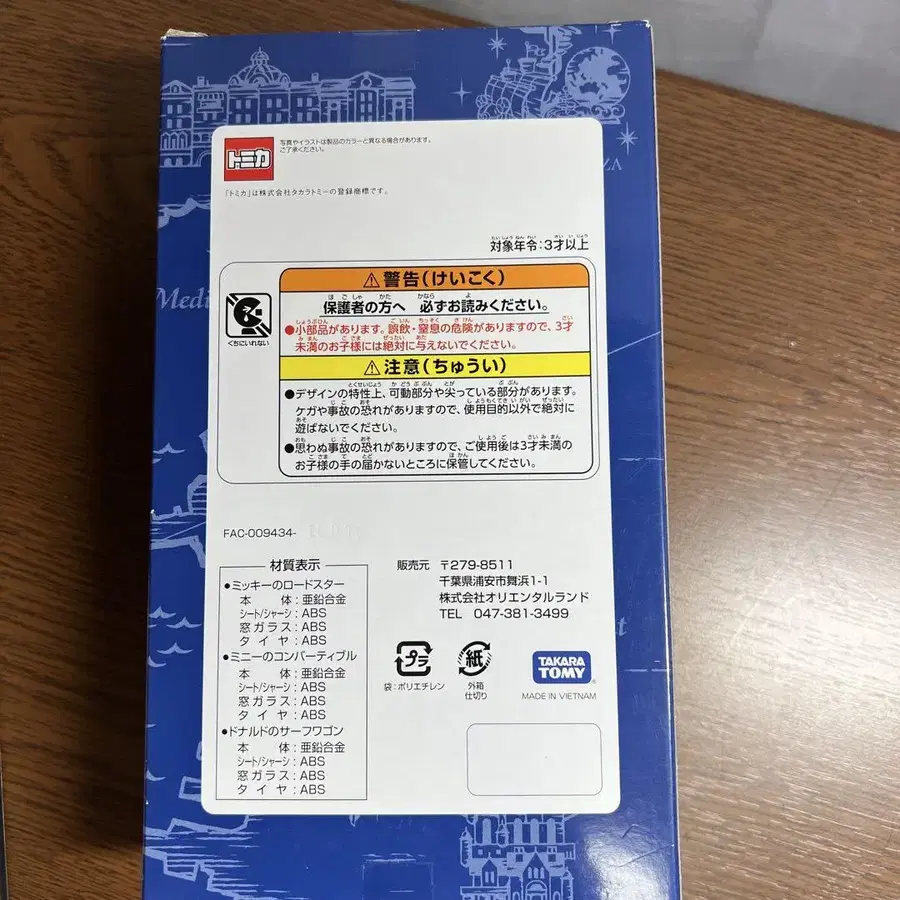 トミカ
写真やイラストは製品のカラーと異なる場合があります。
ご了承ください。
「トミカ」は株式会社タカラトミーの登録商標です。
対象年令:3才以上
⚠警告(けいこく)
保護者の方へ 必ずお読みください。
●小部品があります。誤飲・窒息の危険がありますので、3才
未満のお子様には絶対に与えないでください。
くちにいれない
⚠注意(ちゅうい)
●デザインの特性上、可動部分や尖っている部分があります。
ケガや事故の恐れがありますので、使用目的以外で絶対に
遊ばないでください。
●思わぬ事故の恐れがありますので、ご使用後は3才未満の
お子様の手の届かないところに保管してください。
FAC-009434-
材質表示
●ミッキーのロードスター
本体:亜鉛合金
シート/シャーシ:ABS
窓ガラス:ABS
タイヤ:ABS
●ミニーのコンバーティブル
本体:亜鉛合金
シート/シャーシ:ABS
窓ガラス:ABS
タイヤ:ABS
●ドナルドのサーフワゴン
本体:亜鉛合金
シート/シャーシ:ABS
窓ガラス:ABS
タイヤ:ABS
販売元 〒279-8511
千葉県浦安市舞浜1-1
株式会社オリエンタルランド
TEL 047-381-3499
プラ
袋:ポリエチレン
紙
外箱
仕切り
TAKARA
TOMY
MADE IN VIETNAM